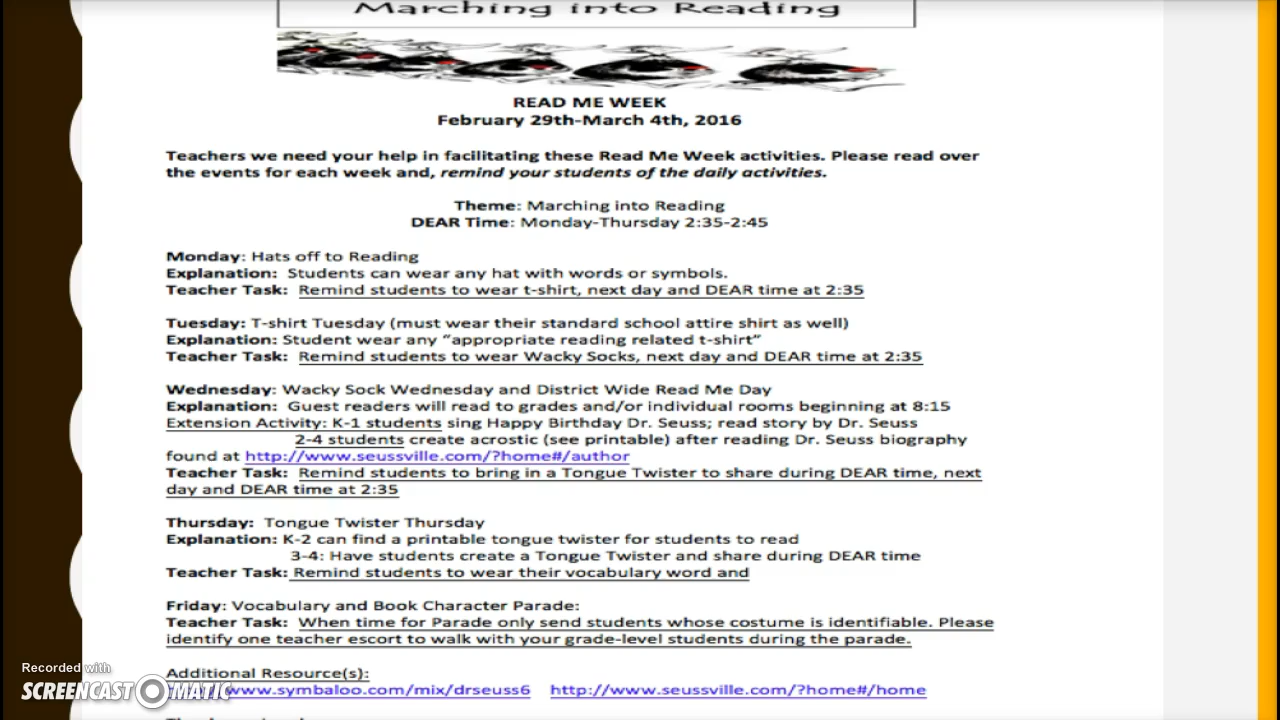 Marching into Reading
READ ME WEEK
February 29th-March 4th, 2016
Teachers we need your help in facilitating these Read Me Week activities. Please read over
the events for each week and, remind your students of the daily activities.
Theme: Marching into Reading
DEAR Time: Monday-Thursday 2:35-2:45
Monday: Hats off to Reading
Explanation: Students can wear any hat with words or symbols.
Teacher Task: Remind students to wear t-shirt, next day and DEAR time at 2:35
Tuesday: T-shirt Tuesday (must wear their standard school attire shirt as well)
Explanation: Student wear any “appropriate reading related t-shirt”
Teacher Task: Remind students to wear Wacky Socks, next day and DEAR time at 2:35
Wednesday: Wacky Sock Wednesday and District Wide Read Me Day
Explanation: Guest readers will read to grades and/or individual rooms beginning at 8:15
Extension Activity: K-1 students sing Happy Birthday Dr. Seuss; read story by Dr. Seuss
2-4 students create acrostic (see printable) after reading Dr. Seuss biography
found at http://www.seussville.com/?home#/author
Teacher Task: Remind students to bring in a Tongue Twister to share during DEAR time, next
day and DEAR time at 2:35
Thursday: Tongue Twister Thursday
Explanation: K-2 can find a printable tongue twister for students to read
3-4: Have students create a Tongue Twister and share during DEAR time
Teacher Task: Remind students to wear their vocabulary word and
Friday: Vocabulary and Book Character Parade:
Teacher Task: When time for Parade only send students whose costume is identifiable. Please
identify one teacher escort to walk with your grade-level students during the parade.
Additional Resource(s):
www.symbaloo.com/mix/drseuss6 http://www.seussville.com/?home#/home
Recorded with
SCREENCAST O MATIC